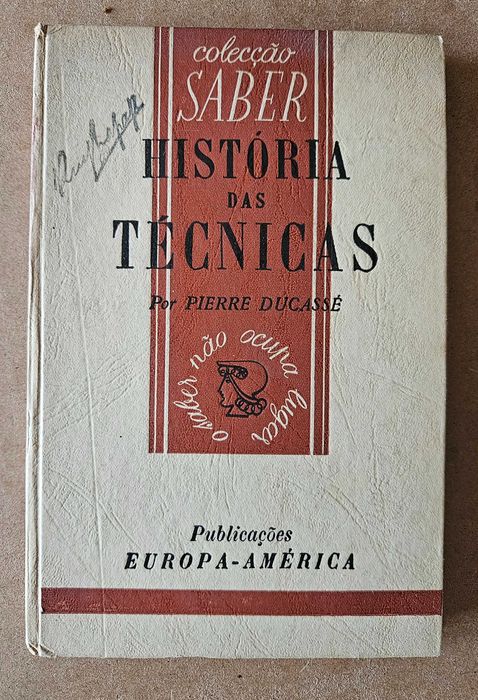 colecção
SABER
HISTÓRIA
DAS
TÉCNICAS
Por PIERRE DUCASSÉ
o saber não ocupa lugar
Publicações
EUROPA-AMÉRICA